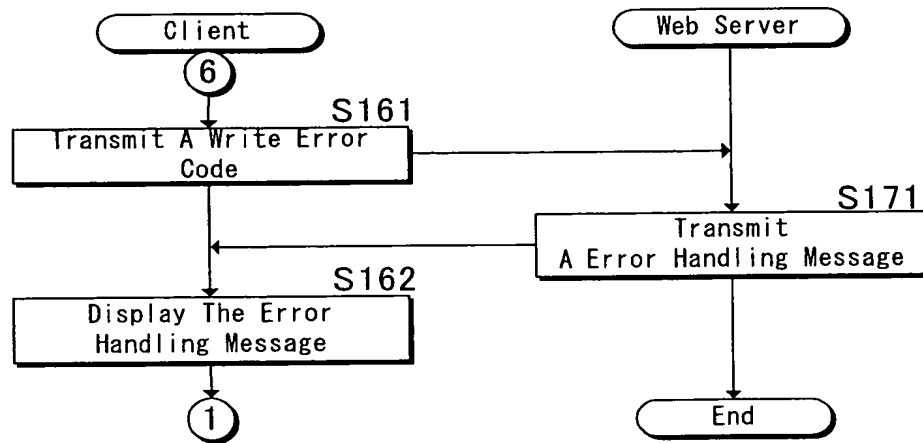 Client
Web Server
6
S161
Transmit A Write Error
Code
S171
Transmit
A Error Handling Message
S162
Display The Error
Handling Message
1
End